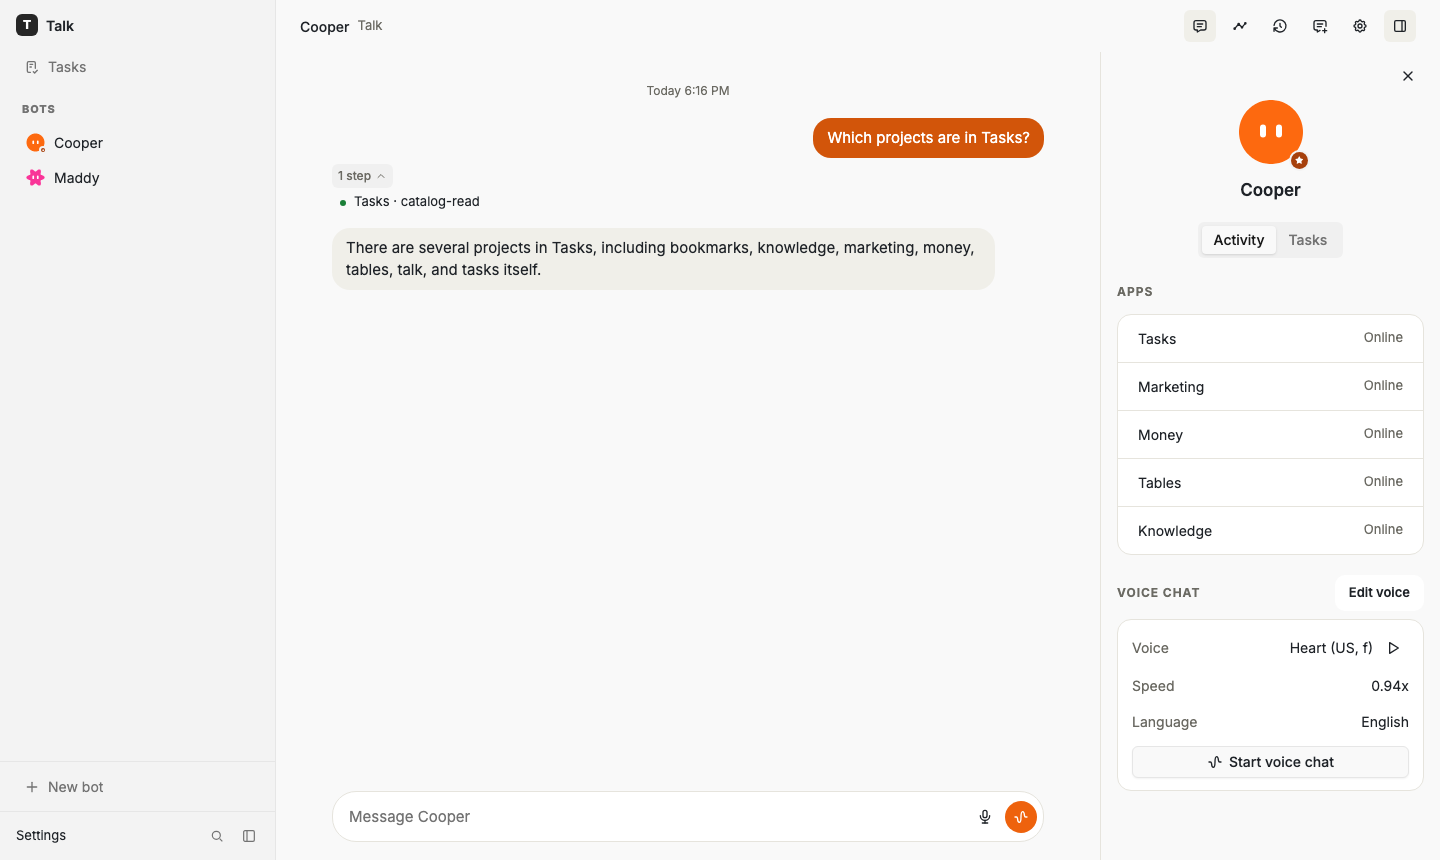 T Talk
Tasks
BOTS
Cooper
Maddy
New bot
Settings
Cooper Talk
Today 6:16 PM
Which projects are in Tasks?
1 step
Tasks · catalog-read
There are several projects in Tasks, including bookmarks, knowledge, marketing, money,
tables, talk, and tasks itself.
Message Cooper
Cooper
Activity Tasks
APPS
Tasks Online
Marketing Online
Money Online
Tables Online
Knowledge Online
VOICE CHAT Edit voice
Voice Heart (US, f)
Speed 0.94x
Language English
Start voice chat